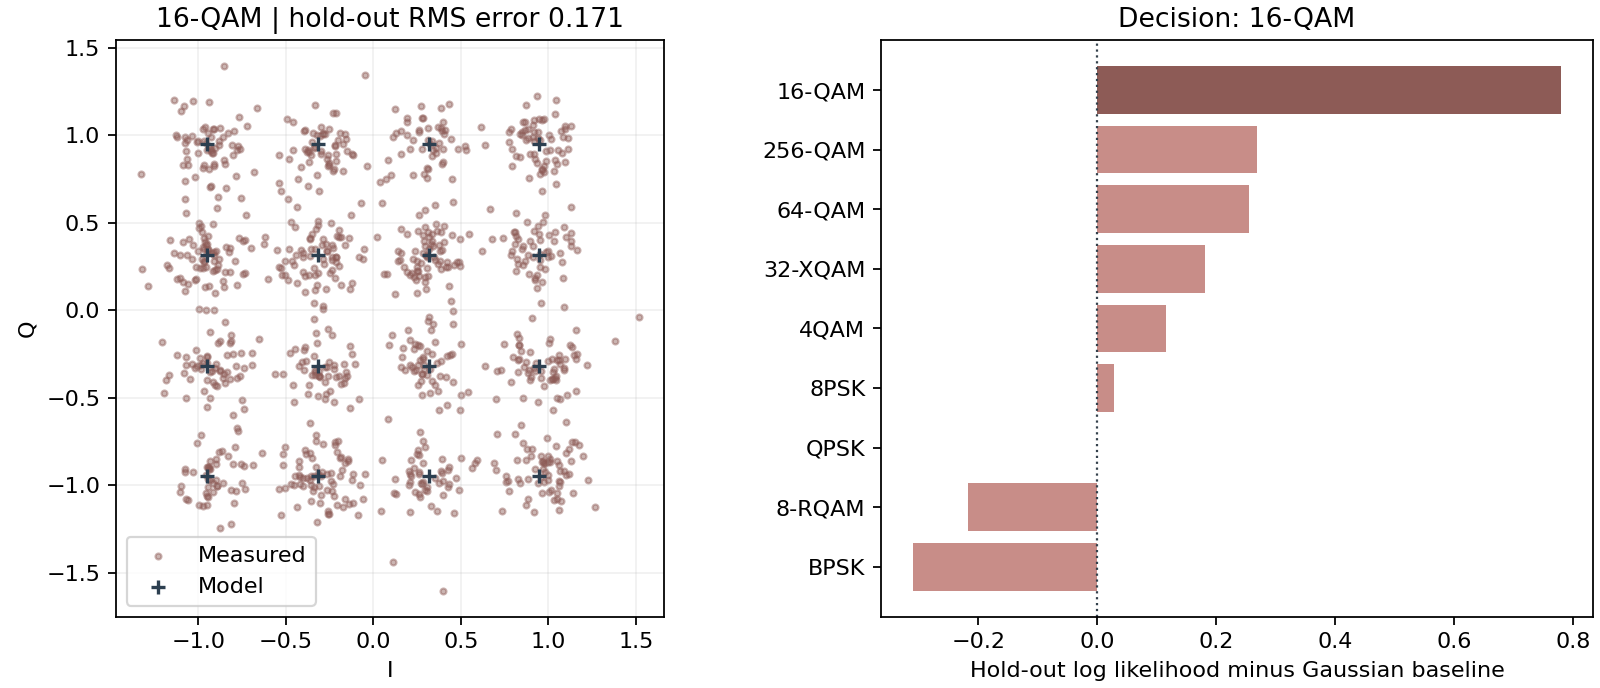 16-QAM | hold-out RMS error 0.171
1.5
1.0
0.5
0.0
−0.5
−1.0
−1.5
Q
Measured
Model
−1.0 −0.5 0.0 0.5 1.0 1.5
I
Decision: 16-QAM
16-QAM
256-QAM
64-QAM
32-XQAM
4QAM
8PSK
QPSK
8-RQAM
BPSK
−0.2 0.0 0.2 0.4 0.6 0.8
Hold-out log likelihood minus Gaussian baseline